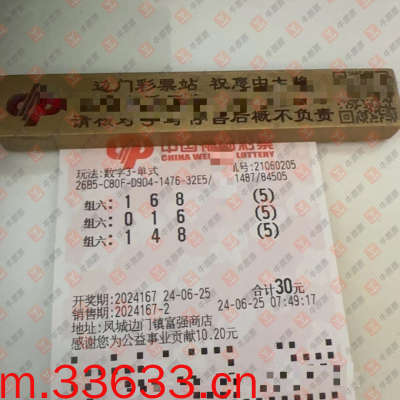 边门彩票站 祝君中大奖
请核对字号离售后概不负责
中国福利彩票
CHINA WELFARE LOTTERY
玩法:数字3-单式
机号:21060205
26B5-C80F-D9D4-1476-32E5/
1487/84505
组六: 1 6 8 (5)
组六: 0 1 6 (5)
组六: 1 4 8 (5)
合计30元
开奖期:2024167 24-06-25
销售期:2024167-2 24-06-25 07:49:17
地址:凤城边门镇富强商店
感谢您为公益事业贡献10.20元
m.33633.cn